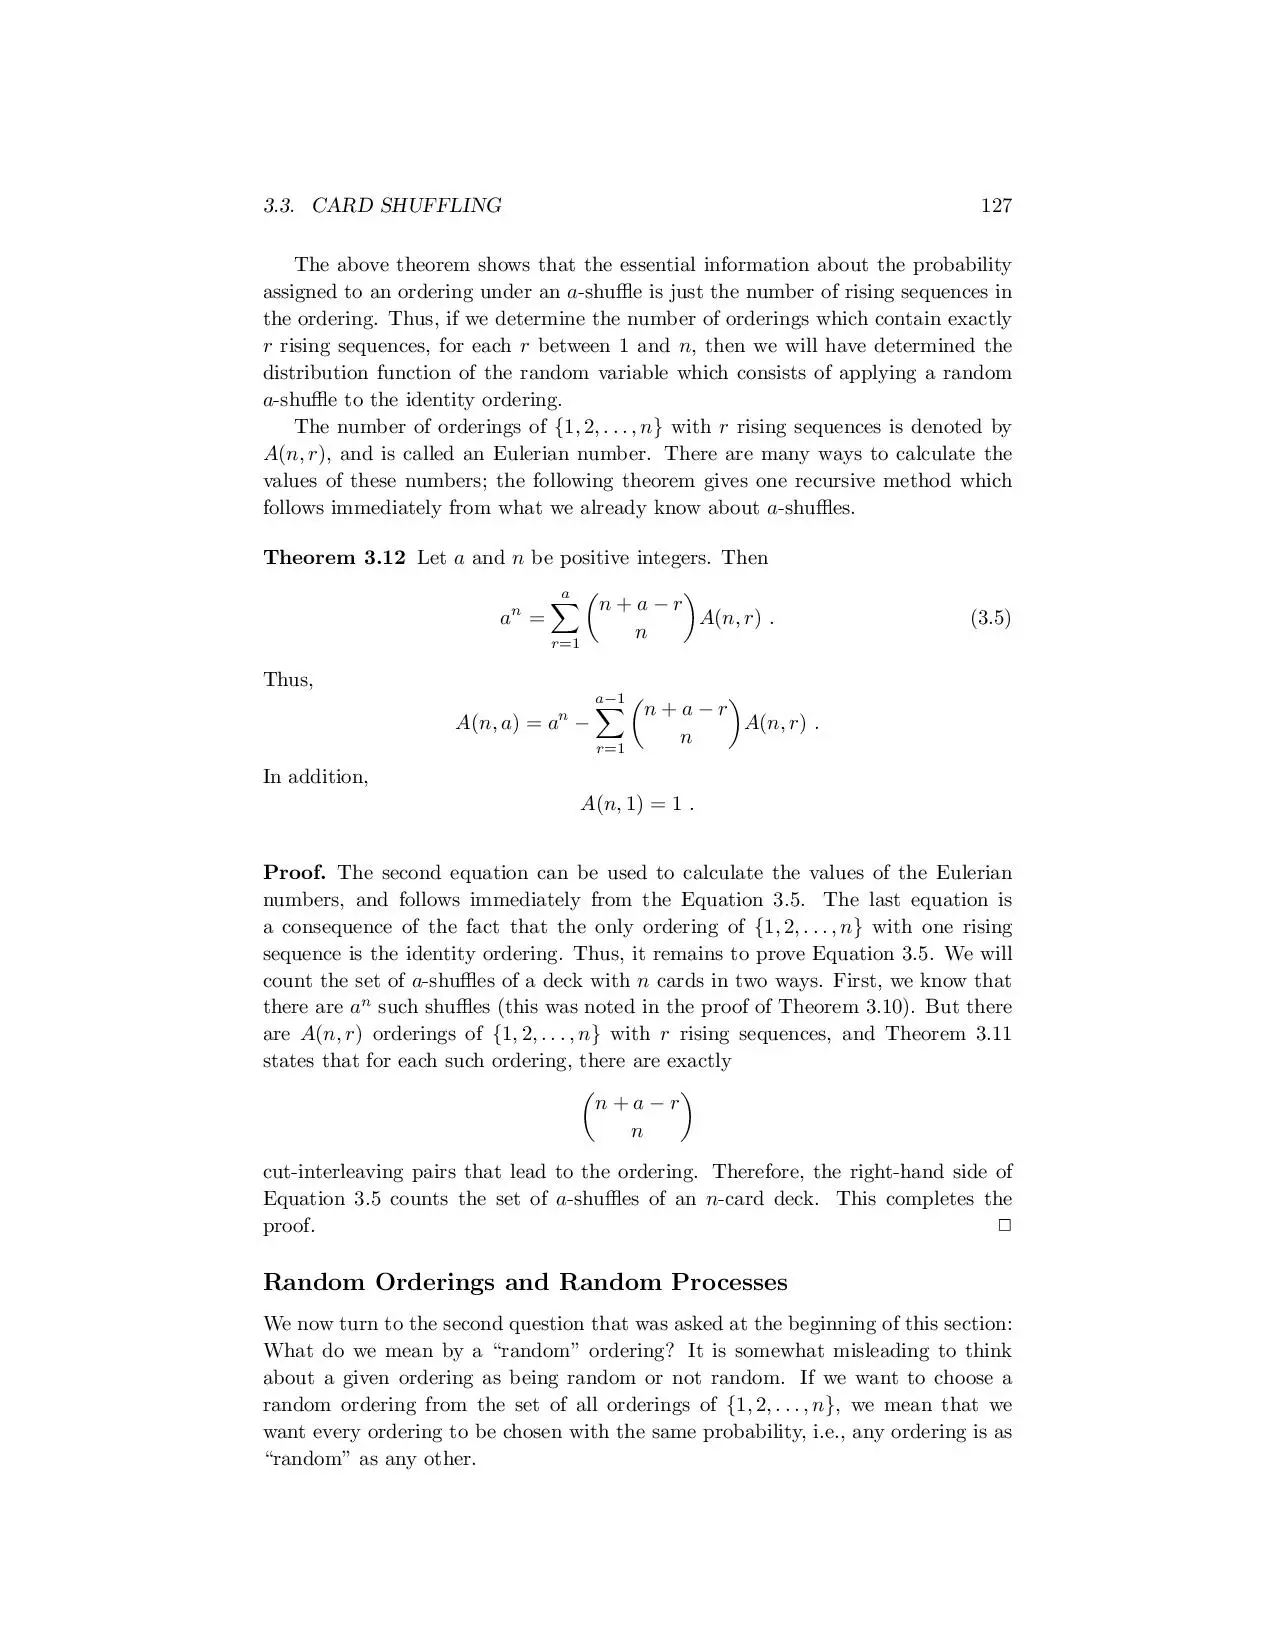 3.3. CARD SHUFFLING 127
The above theorem shows that the essential information about the probability
assigned to an ordering under an a-shuffle is just the number of rising sequences in
the ordering. Thus, if we determine the number of orderings which contain exactly
r rising sequences, for each r between 1 and n, then we will have determined the
distribution function of the random variable which consists of applying a random
a-shuffle to the identity ordering.
The number of orderings of {1, 2, . . . , n} with r rising sequences is denoted by
A(n, r), and is called an Eulerian number. There are many ways to calculate the
values of these numbers; the following theorem gives one recursive method which
follows immediately from what we already know about a-shuffles.
Theorem 3.12 Let a and n be positive integers. Then
a^n = \sum_{r=1}^{a} \binom{n + a − r}{n} A(n, r) . (3.5)
Thus,
A(n, a) = a^n − \sum_{r=1}^{a−1} \binom{n + a − r}{n} A(n, r) .
In addition,
A(n, 1) = 1 .
Proof. The second equation can be used to calculate the values of the Eulerian
numbers, and follows immediately from the Equation 3.5. The last equation is
a consequence of the fact that the only ordering of {1, 2, . . . , n} with one rising
sequence is the identity ordering. Thus, it remains to prove Equation 3.5. We will
count the set of a-shuffles of a deck with n cards in two ways. First, we know that
there are a^n such shuffles (this was noted in the proof of Theorem 3.10). But there
are A(n, r) orderings of {1, 2, . . . , n} with r rising sequences, and Theorem 3.11
states that for each such ordering, there are exactly
\binom{n + a − r}{n}
cut-interleaving pairs that lead to the ordering. Therefore, the right-hand side of
Equation 3.5 counts the set of a-shuffles of an n-card deck. This completes the
proof. □
Random Orderings and Random Processes
We now turn to the second question that was asked at the beginning of this section:
What do we mean by a “random” ordering? It is somewhat misleading to think
about a given ordering as being random or not random. If we want to choose a
random ordering from the set of all orderings of {1, 2, . . . , n}, we mean that we
want every ordering to be chosen with the same probability, i.e., any ordering is as
“random” as any other.